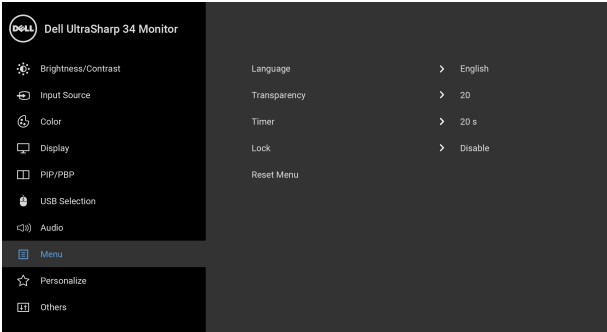 DELL Dell UltraSharp 34 Monitor
Brightness/Contrast
Input Source
Color
Display
PIP/PBP
USB Selection
Audio
Menu
Personalize
Others
Language > English
Transparency > 20
Timer > 20 s
Lock > Disable
Reset Menu